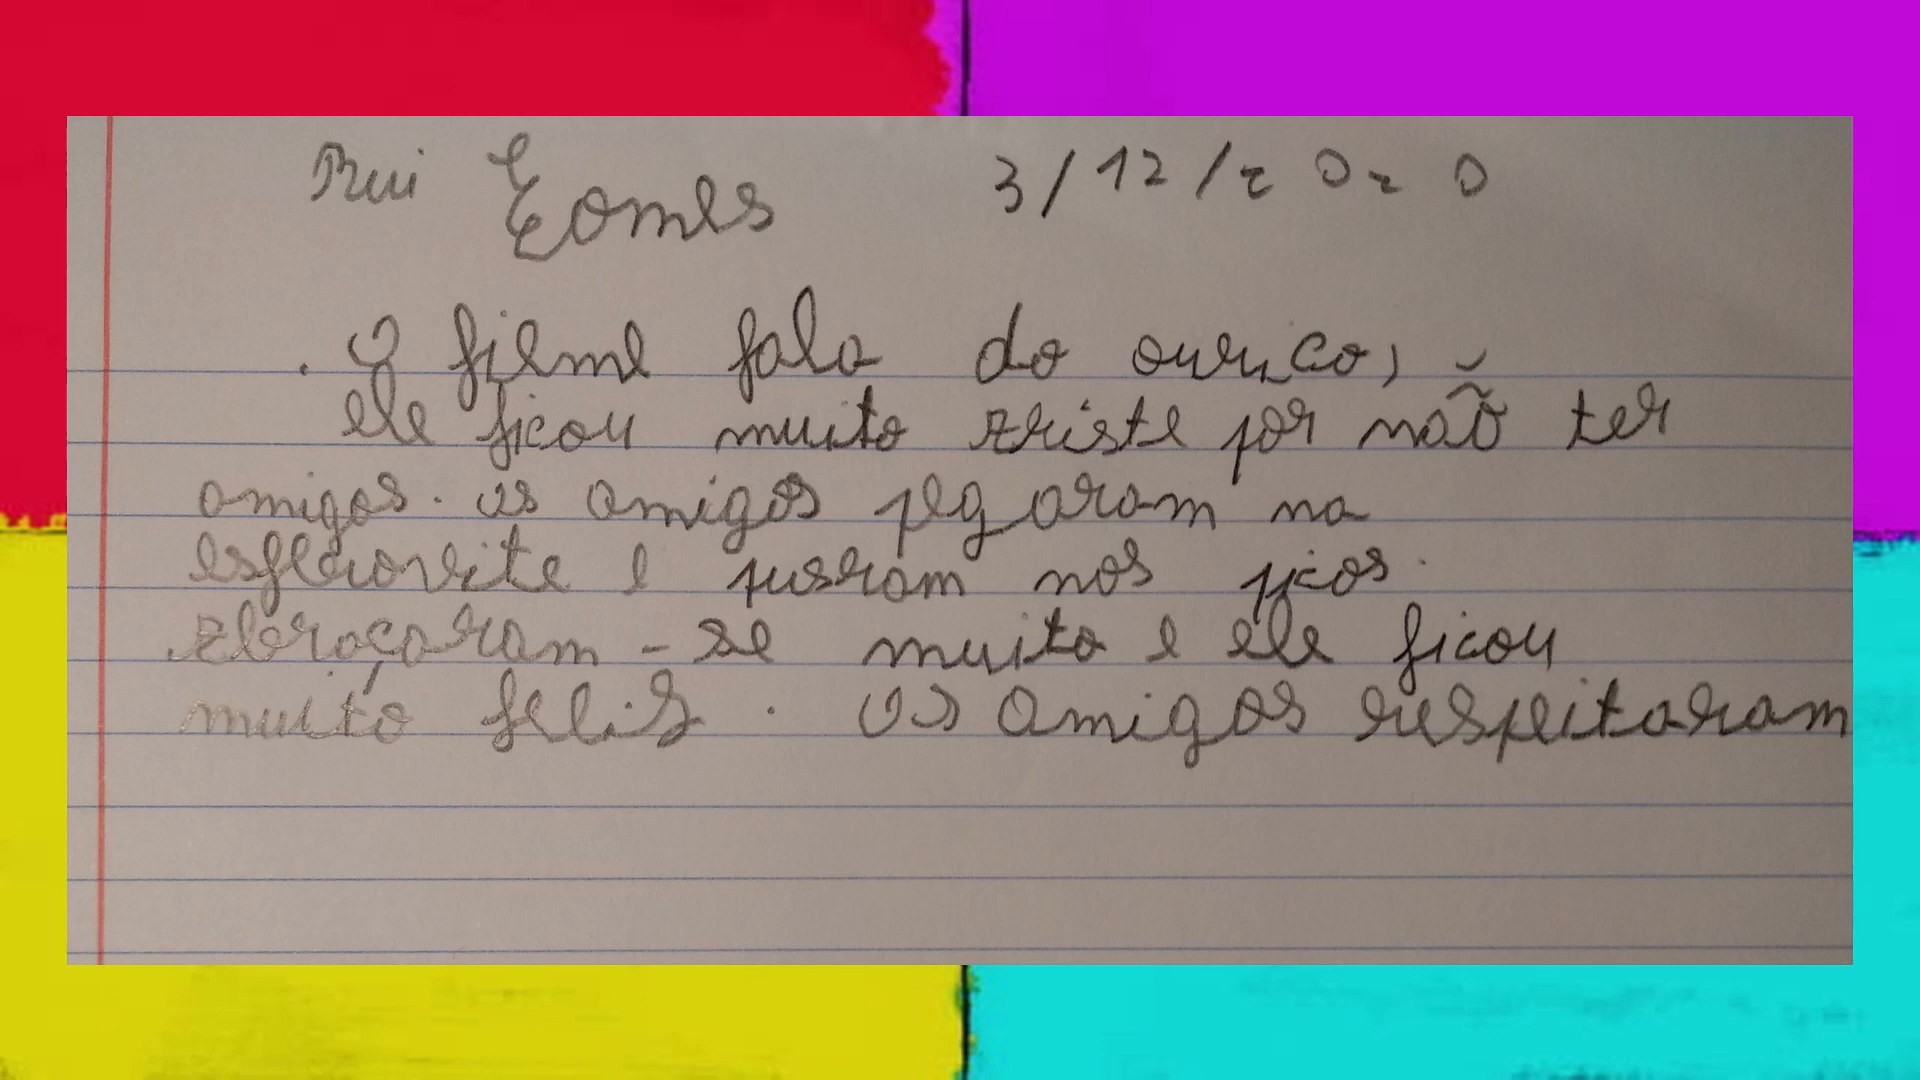 Rui Gomes 3/12/2020
. O filme fala do ouriço,
ele ficou muito triste por não ter
amigos. os amigos pegaram na
esferovite e puseram nos picos.
Abraçaram-se muito e ele ficou
muito feliz. os amigos respeitaram